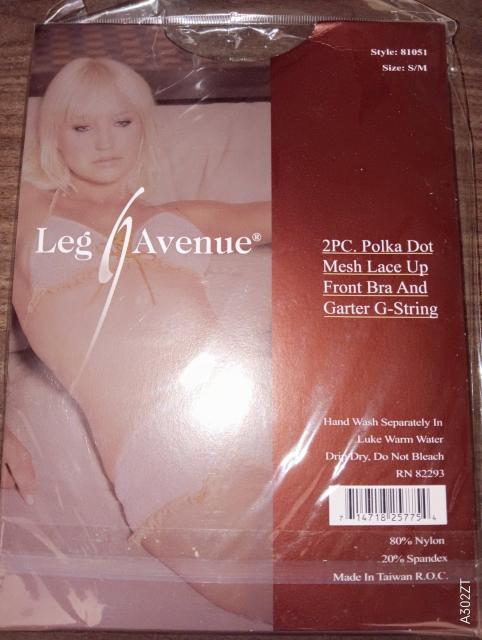 Style: 81051
Size: S/M
Leg Avenue®
2PC. Polka Dot
Mesh Lace Up
Front Bra And
Garter G-String
Hand Wash Separately In
Luke Warm Water
Drip Dry, Do Not Bleach
RN 82293
7 14718 25775 4
80% Nylon
20% Spandex
Made In Taiwan R.O.C.
A302ZT